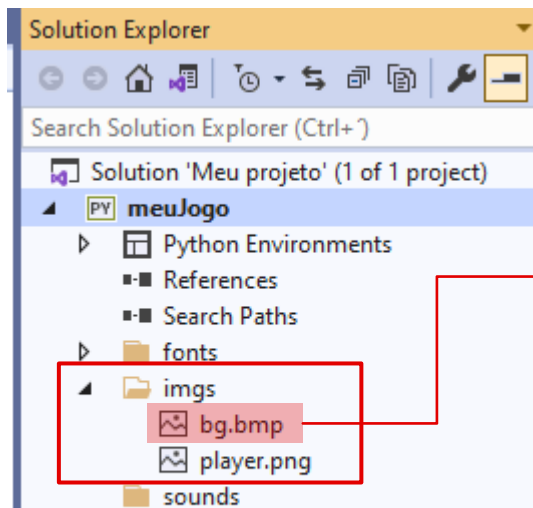 Solution Explorer
Search Solution Explorer (Ctrl+´)
Solution 'Meu projeto' (1 of 1 project)
PY meuJogo
Python Environments
References
Search Paths
fonts
imgs
bg.bmp
player.png
sounds